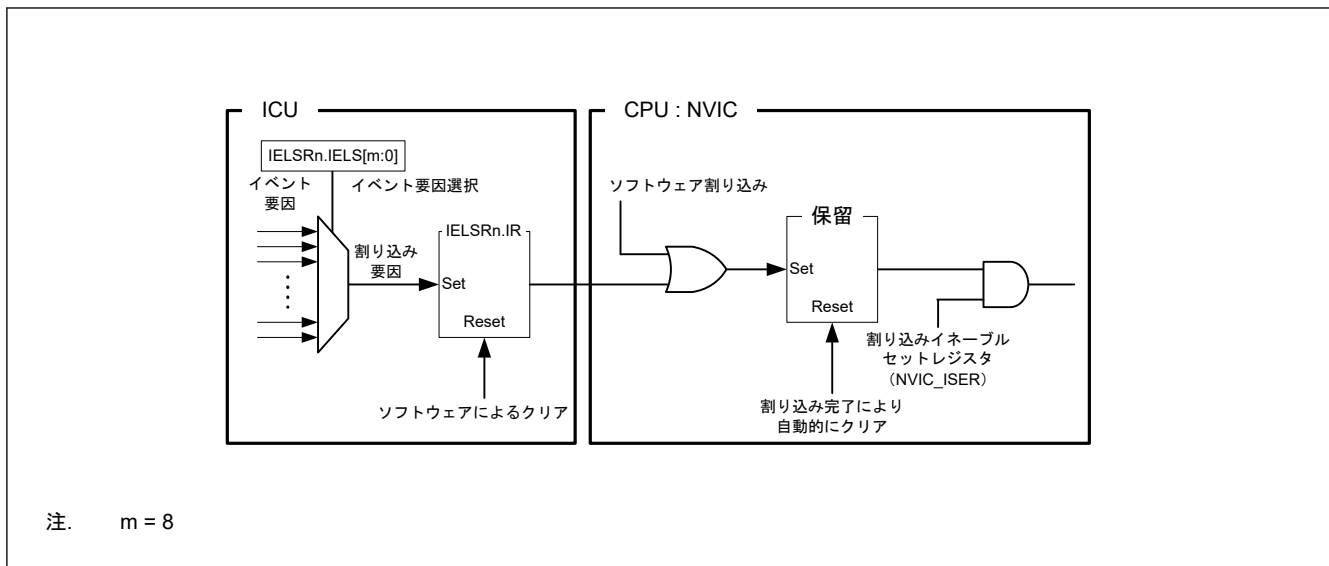 ICU
IELSRn.IELS[m:0]
イベント
要因
イベント要因選択
割り込み
要因
IELSRn.IR
Set
Reset
ソフトウェアによるクリア
CPU : NVIC
ソフトウェア割り込み
保留
Set
Reset
割り込み完了により
自動的にクリア
割り込みイネーブル
セットレジスタ
（NVIC_ISER）
注. m = 8